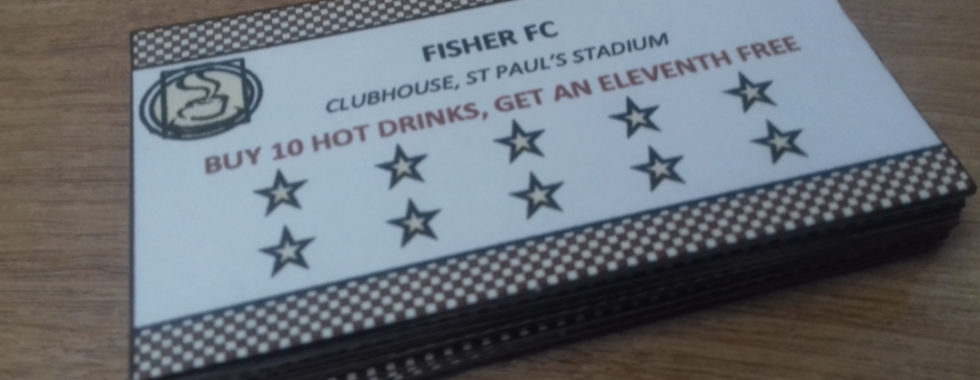 FISHER FC
CLUBHOUSE, ST PAUL'S STADIUM
BUY 10 HOT DRINKS, GET AN ELEVENTH FREE